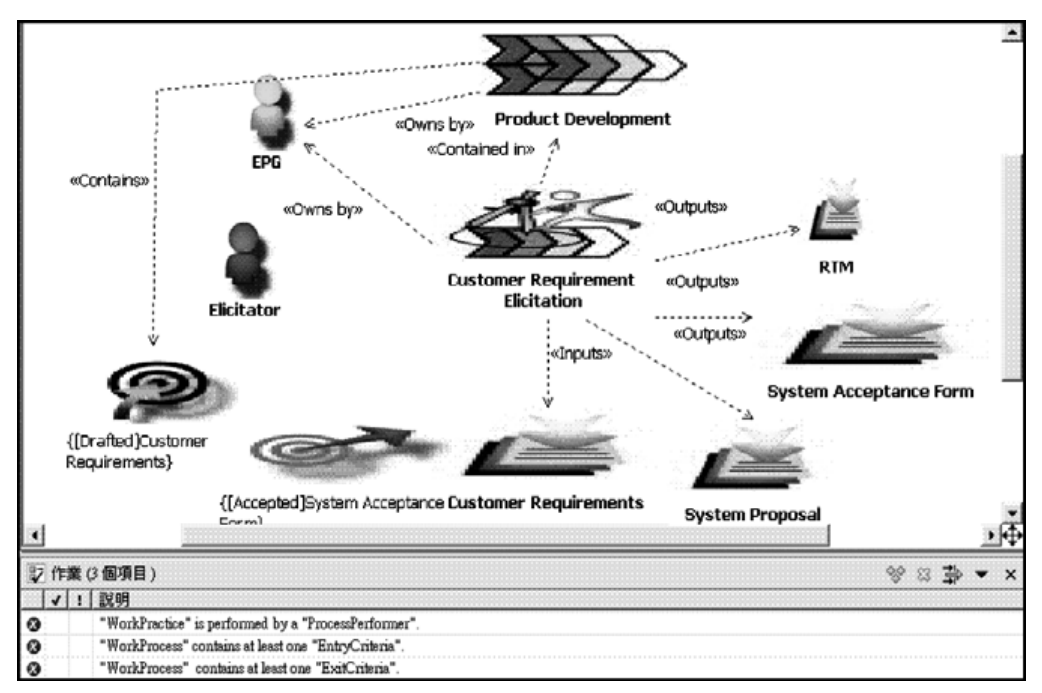 Product Development
«Owns by»
«Contained in»
EPG
«Contains»
«Owns by»
«Outputs»
RTM
Customer Requirement
Elicitation
«Outputs»
Elicitator
«Outputs»
«Inputs»
System Acceptance Form
{[Drafted]Customer
Requirements}
{[Accepted]System Acceptance
Form}
Customer Requirements
System Proposal
作業 (3 個項目)
✓ ! 說明
"WorkPractice" is performed by a "ProcessPerformer".
"WorkProcess" contains at least one "EntryCriteria".
"WorkProcess" contains at least one "ExitCriteria".